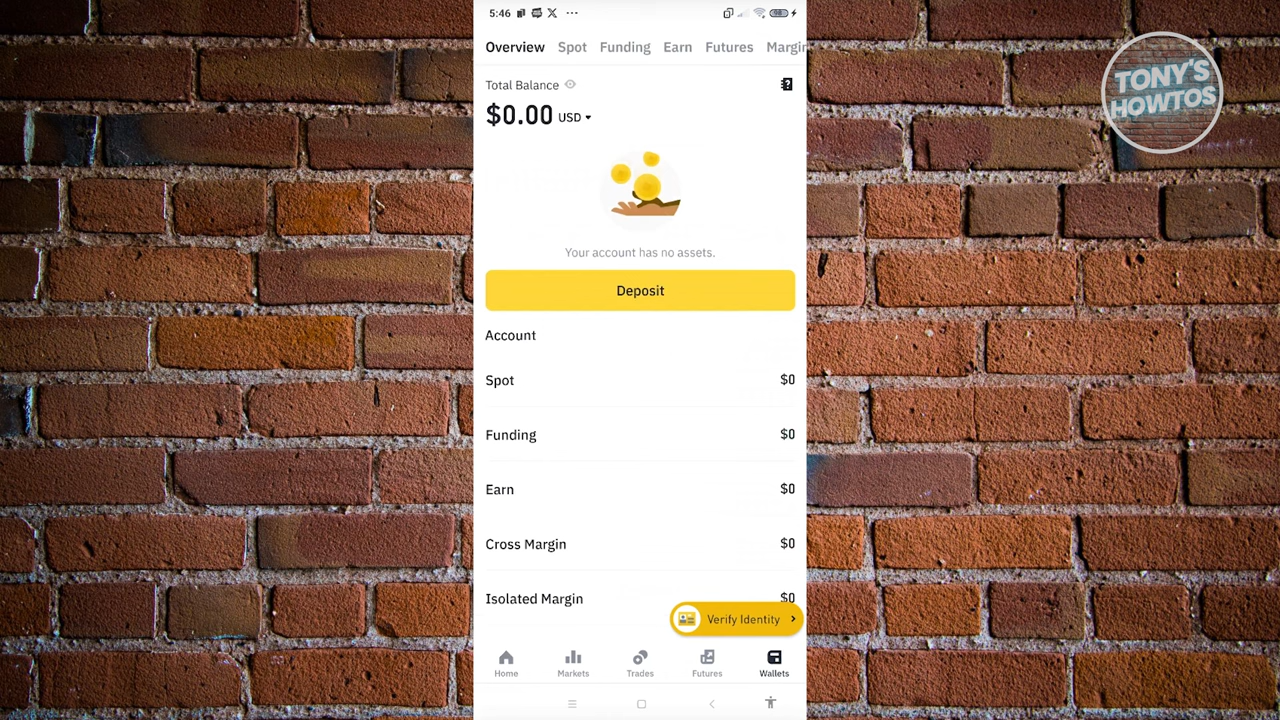 5:46
98
Overview Spot Funding Earn Futures Margin
TONY'S
HOWTOS
Total Balance
$0.00 USD
Your account has no assets.
Deposit
Account
Spot $0
Funding $0
Earn $0
Cross Margin $0
Isolated Margin $0
Verify Identity
Home Markets Trades Futures Wallets